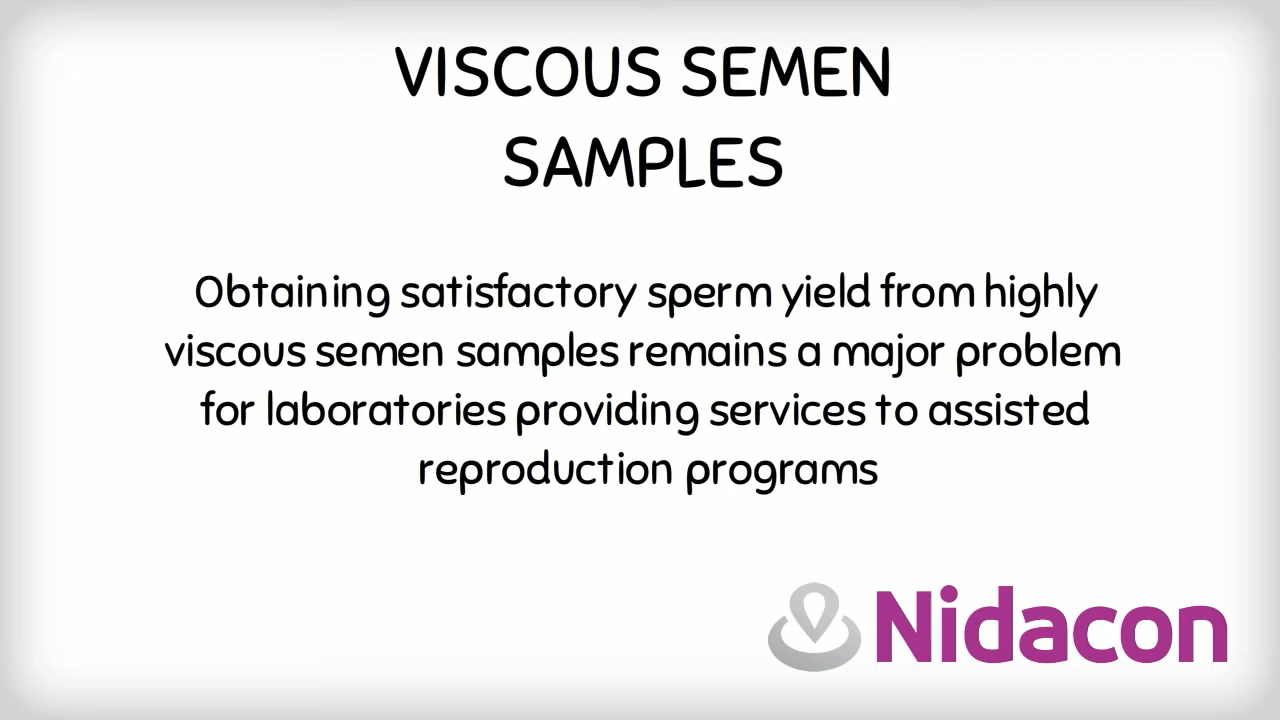 VISCOUS SEMEN
SAMPLES
Obtaining satisfactory sperm yield from highly
viscous semen samples remains a major problem
for laboratories providing services to assisted
reproduction programs
Nidacon